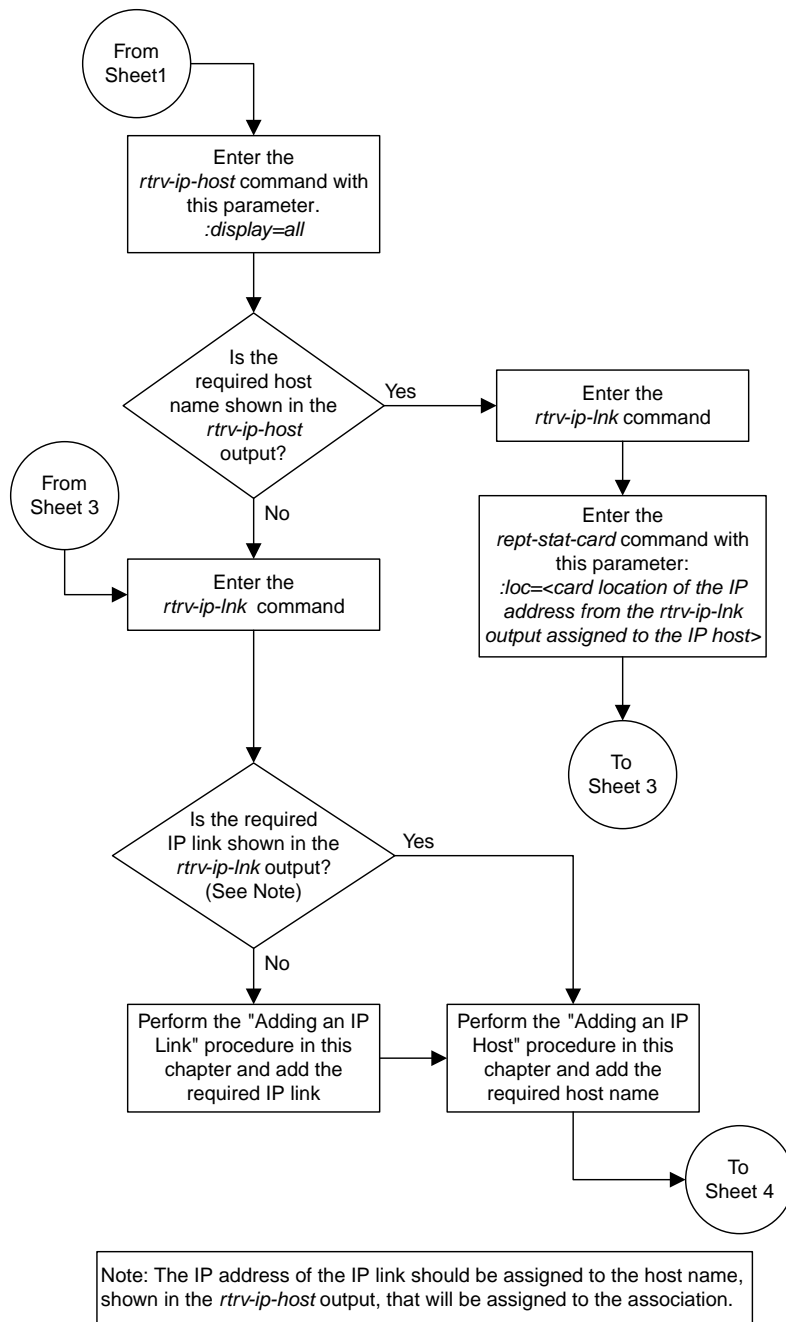 From
Sheet1
Enter the
rtrv-ip-host command with
this parameter.
:display=all
Is the
required host
name shown in the
rtrv-ip-host
output?
Yes
Enter the
rtrv-ip-lnk command
Enter the
rept-stat-card command with
this parameter:
:loc=<card location of the IP
address from the rtrv-ip-lnk
output assigned to the IP host>
To
Sheet 3
No
From
Sheet 3
Enter the
rtrv-ip-lnk command
Is the required
IP link shown in the
rtrv-ip-lnk output?
(See Note)
Yes
No
Perform the "Adding an IP
Link" procedure in this
chapter and add the
required IP link
Perform the "Adding an IP
Host" procedure in this
chapter and add the
required host name
To
Sheet 4
Note: The IP address of the IP link should be assigned to the host name,
shown in the rtrv-ip-host output, that will be assigned to the association.